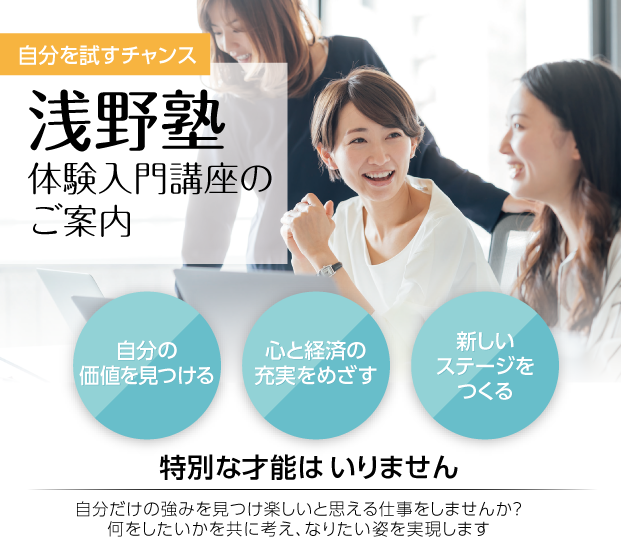 自分を試すチャンス
浅野塾
体験入門講座の
ご案内
自分の
価値を見つける
心と経済の
充実をめざす
新しい
ステージを
つくる
特別な才能は いりません
自分だけの強みを見つけ楽しいと思える仕事をしませんか?
何をしたいかを共に考え、なりたい姿を実現します